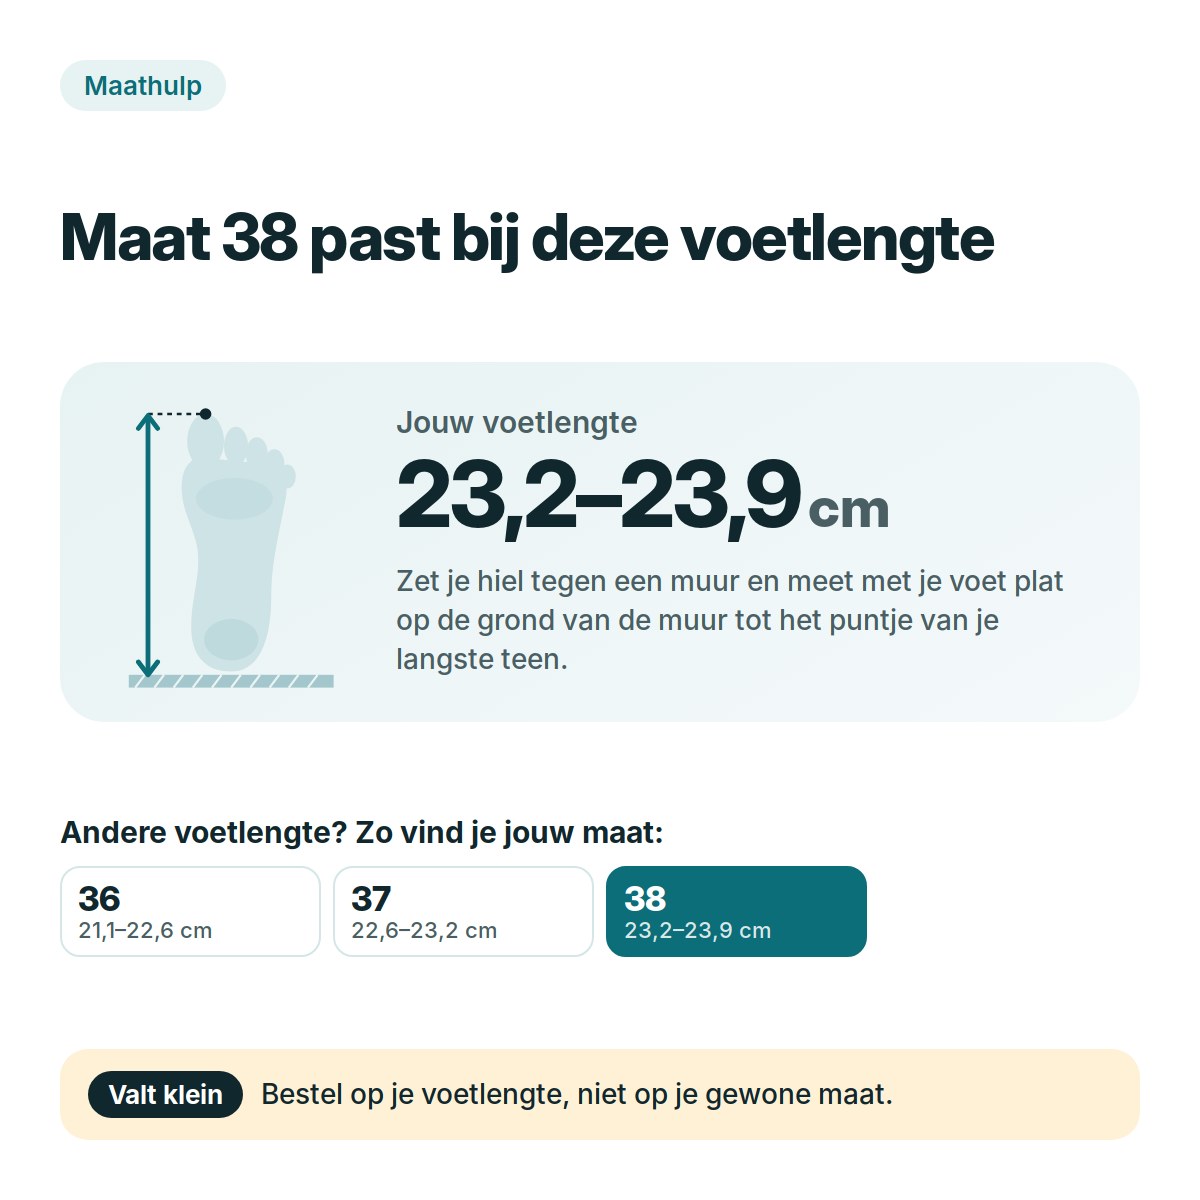 Maathulp
Maat 38 past bij deze voetlengte
Jouw voetlengte
23,2–23,9 cm
Zet je hiel tegen een muur en meet met je voet plat
op de grond van de muur tot het puntje van je
langste teen.
Andere voetlengte? Zo vind je jouw maat:
36
21,1–22,6 cm
37
22,6–23,2 cm
38
23,2–23,9 cm
Valt klein
Bestel op je voetlengte, niet op je gewone maat.